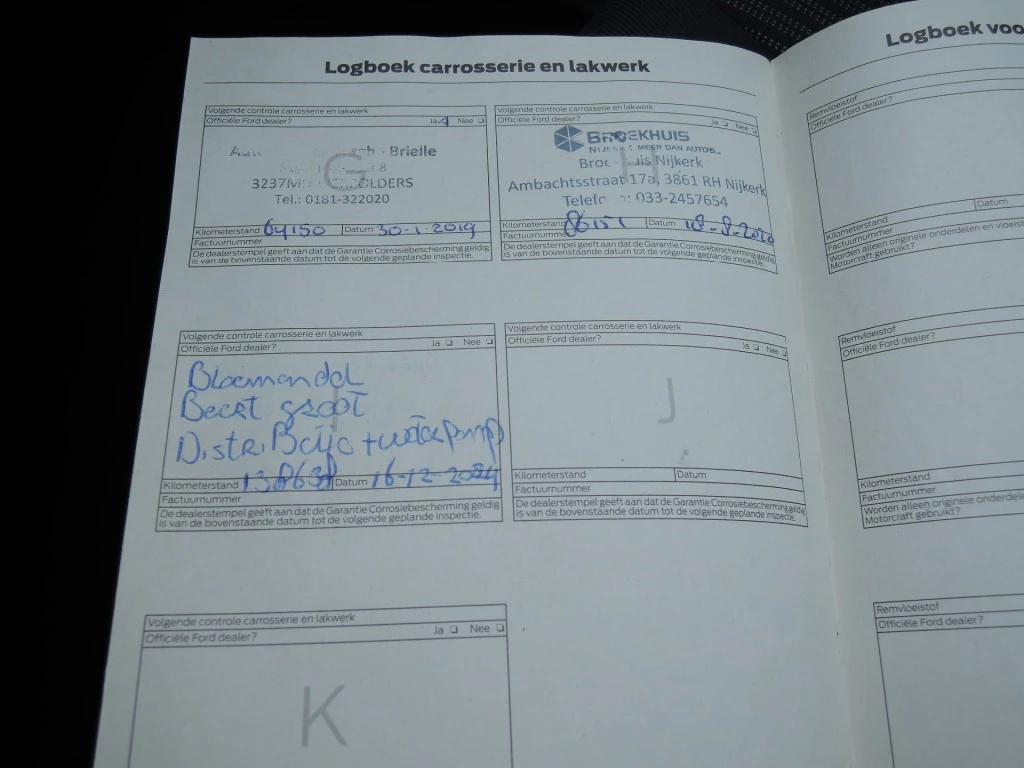 Logboek carrosserie en lakwerk
Volgende controle carrosserie en lakwerk
Officiële Ford dealer? Ja Nee
G
Brielle
3237M
Tel.: 0181-322020
Kilometerstand 64150 Datum 30-1-2019
Factuurnummer
De dealerstempel geeft aan dat de Garantie Corrosiebescherming geldig
is van de bovenstaande datum tot de volgende geplande inspectie.
Volgende controle carrosserie en lakwerk
Officiële Ford dealer? Ja Nee
H
BROEKHUIS
MEER DAN AUTO'S
Nijkerk
Ambachtsstraat 17a, 3861 RH Nijkerk
033-2457654
Kilometerstand 86151 Datum
Factuurnummer
De dealerstempel geeft aan dat de Garantie Corrosiebescherming geldig
is van de bovenstaande datum tot de volgende geplande inspectie.
Volgende controle carrosserie en lakwerk
Officiële Ford dealer? Ja Nee
Beert groot
Kilometerstand Datum 16-12-2024
Factuurnummer
De dealerstempel geeft aan dat de Garantie Corrosiebescherming geldig
is van de bovenstaande datum tot de volgende geplande inspectie.
Volgende controle carrosserie en lakwerk
Officiële Ford dealer? Ja Nee
J
Kilometerstand Datum
Factuurnummer
De dealerstempel geeft aan dat de Garantie Corrosiebescherming geldig
is van de bovenstaande datum tot de volgende geplande inspectie.
Volgende controle carrosserie en lakwerk
Officiële Ford dealer? Ja Nee
K
Logboek voo
Remvloeistof
Officiële Ford dealer?
Datum
Kilometerstand
Factuurnummer
Worden alleen originele onderdelen en vloeist
Motorcraft gebruikt?
Remvloeistof
Officiële Ford dealer?
Kilometerstand
Factuurnummer
Worden alleen originele onderdele
Motorcraft gebruikt?
Remvloeistof
Officiële Ford dealer?